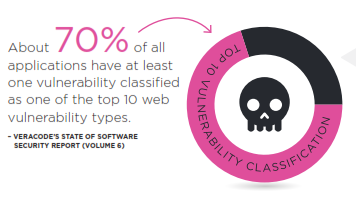 About 70% of all
applications have at least
one vulnerability classified
as one of the top 10 web
vulnerability types.
– VERACODE'S STATE OF SOFTWARE
SECURITY REPORT (VOLUME 6)
TOP 10 VULNERABILITY CLASSIFICATION